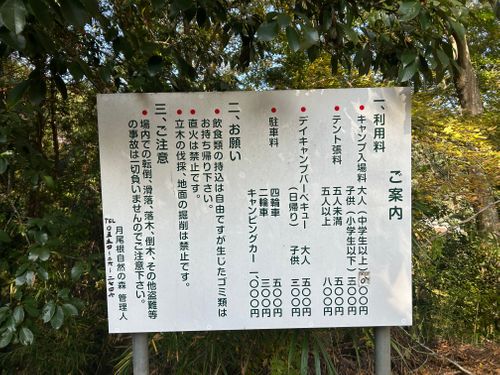 ご案内
一、利用料
●キャンプ入場料 大人(中学生以上) 〇〇円
子供(小学生以下) 〇〇円
●テント張料 五人未満 五〇〇円
五人以上 八〇〇円
●デイキャンプバーベキュー 大人 五〇〇円
(日帰り) 子供 三〇〇円
●駐車料 四輪車 五〇〇円
二輪車 三〇〇円
キャンピングカー 一、〇〇〇円
二、お願い
●飲食類の持込は自由ですが生じたゴミ類は
お持ち帰り下さい。
●直火は禁止です。
●立木の伐採、地面の掘削は禁止です。
三、ご注意
●場内での転倒、滑落、落木、倒木、その他盗難等
の事故は一切負いませんのでご注意下さい。
月尾根自然の森 管理人
TEL